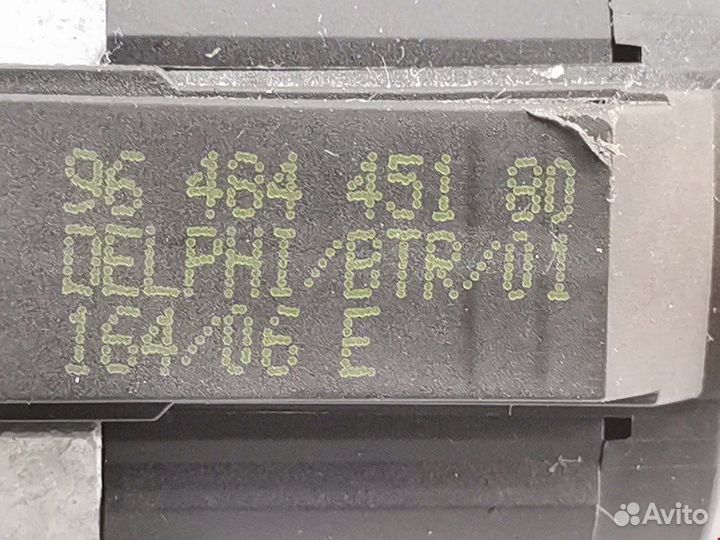 96 484 451 80
DELPHI/BTR/01
164/06 E
Avito